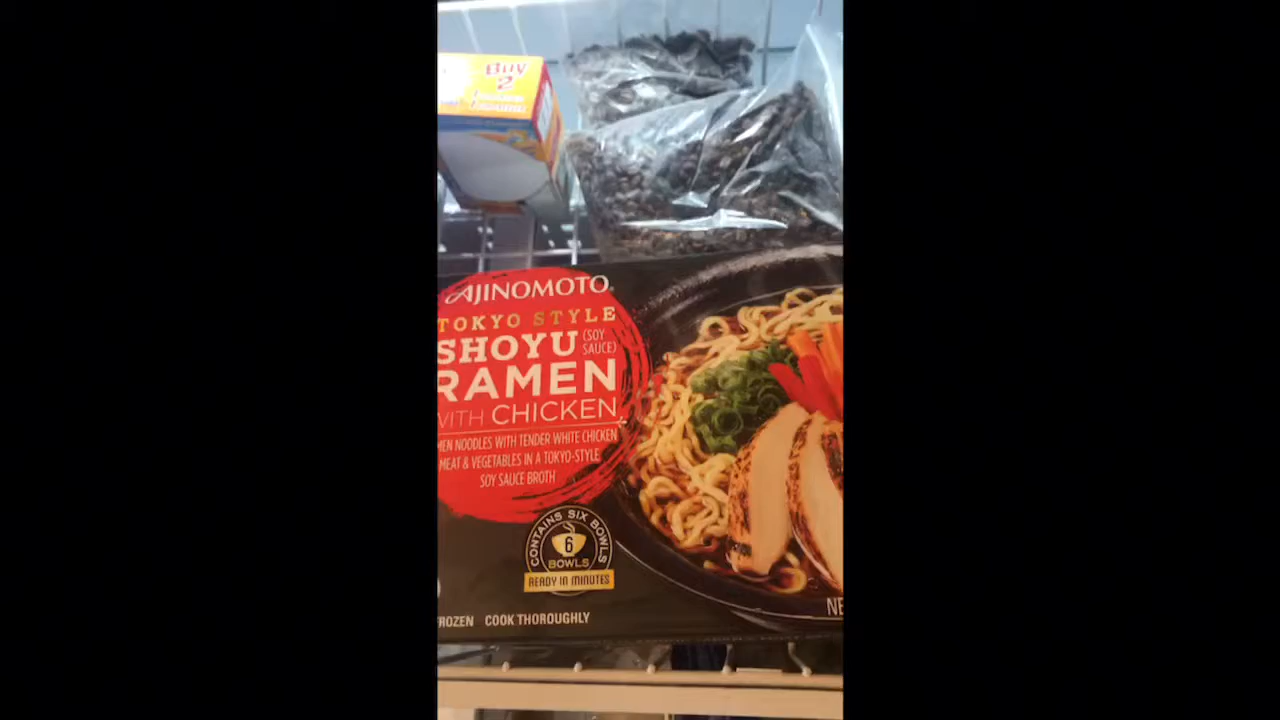 Buy
2
AJINOMOTO
TOKYO STYLE
SHOYU (SOY SAUCE)
RAMEN
WITH CHICKEN
MEN NOODLES WITH TENDER WHITE CHICKEN
MEAT & VEGETABLES IN A TOKYO-STYLE
SOY SAUCE BROTH
CONTAINS SIX BOWLS
6
BOWLS
READY IN MINUTES
ROZEN COOK THOROUGHLY
NE